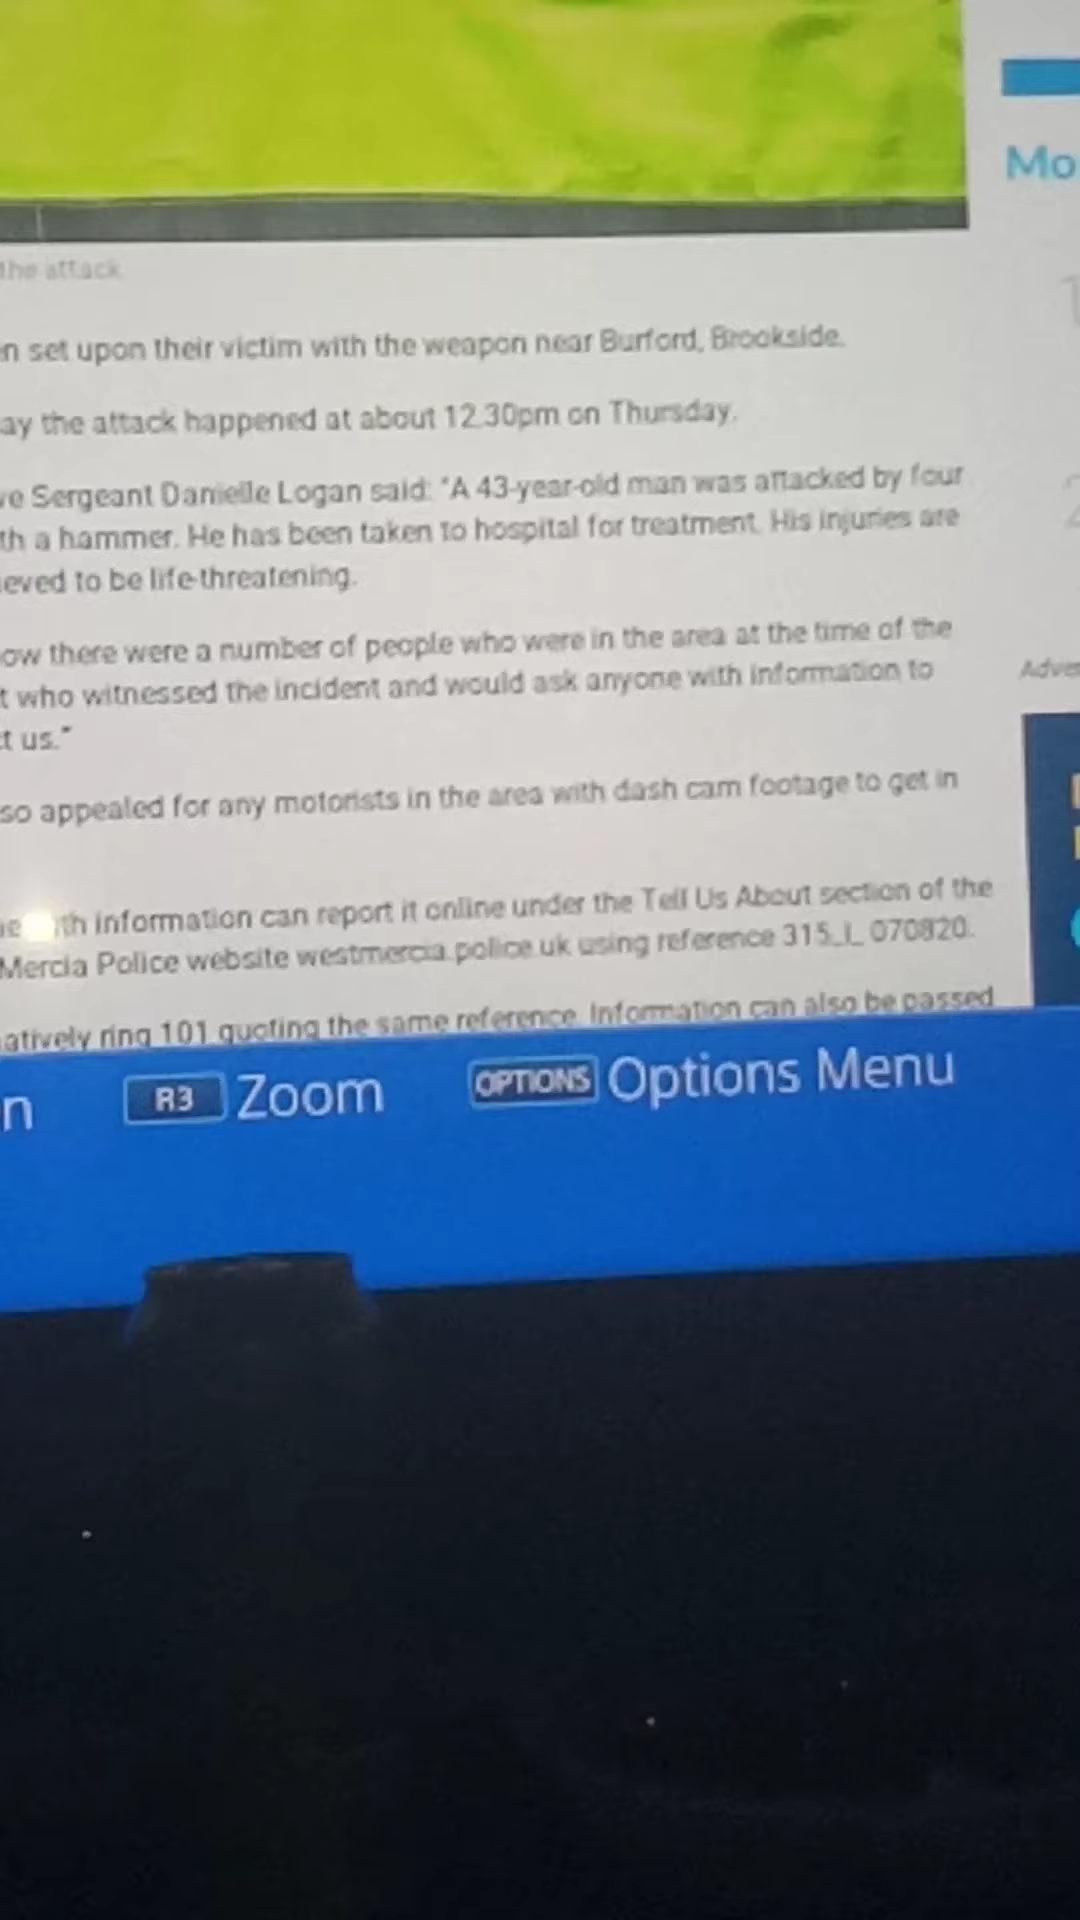 Mo
the attack
en set upon their victim with the weapon near Burford, Brookside.
ay the attack happened at about 12.30pm on Thursday.
ve Sergeant Danielle Logan said: "A 43-year-old man was attacked by four
th a hammer. He has been taken to hospital for treatment. His injuries are
ieved to be life-threatening.
ow there were a number of people who were in the area at the time of the
t who witnessed the incident and would ask anyone with information to
ct us."
so appealed for any motorists in the area with dash cam footage to get in
Adver
th information can report it online under the Tell Us About section of the
Mercia Police website westmercia.police.uk using reference 315_I_ 070820.
natively ring 101 quoting the same reference. Information can also be passed
n R3 Zoom OPTIONS Options Menu